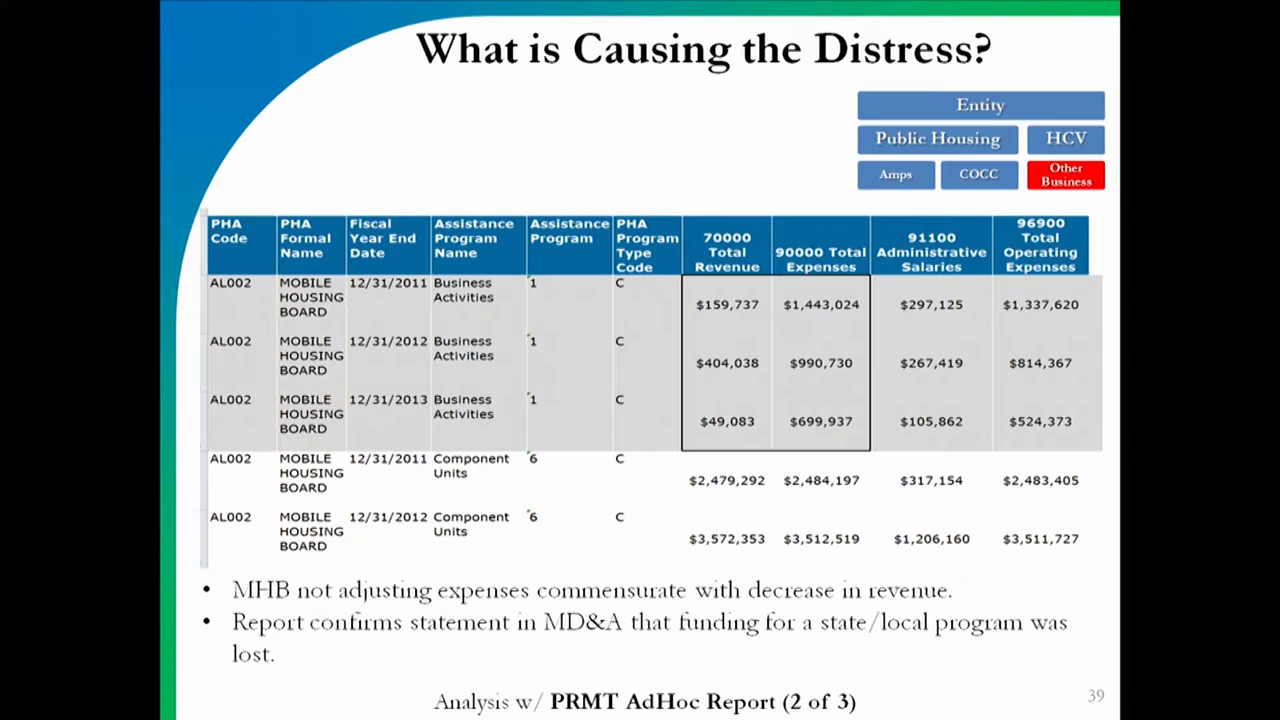 What is Causing the Distress?
Entity
Public Housing HCV
Amps COCC Other Business
PHA Code PHA Formal Name Fiscal Year End Date Assistance Program Name Assistance Program PHA Program Type Code 70000 Total Revenue 90000 Total Expenses 91100 Administrative Salaries 96900 Total Operating Expenses
AL002 MOBILE HOUSING BOARD 12/31/2011 Business Activities 1 C $159,737 $1,443,024 $297,125 $1,337,620
AL002 MOBILE HOUSING BOARD 12/31/2012 Business Activities 1 C $404,038 $990,730 $267,419 $814,367
AL002 MOBILE HOUSING BOARD 12/31/2013 Business Activities 1 C $49,083 $699,937 $105,862 $524,373
AL002 MOBILE HOUSING BOARD 12/31/2011 Component Units 6 C $2,479,292 $2,484,197 $317,154 $2,483,405
AL002 MOBILE HOUSING BOARD 12/31/2012 Component Units 6 C $3,572,353 $3,512,519 $1,206,160 $3,511,727
• MHB not adjusting expenses commensurate with decrease in revenue.
• Report confirms statement in MD&A that funding for a state/local program was
lost.
Analysis w/ PRMT AdHoc Report (2 of 3)
39